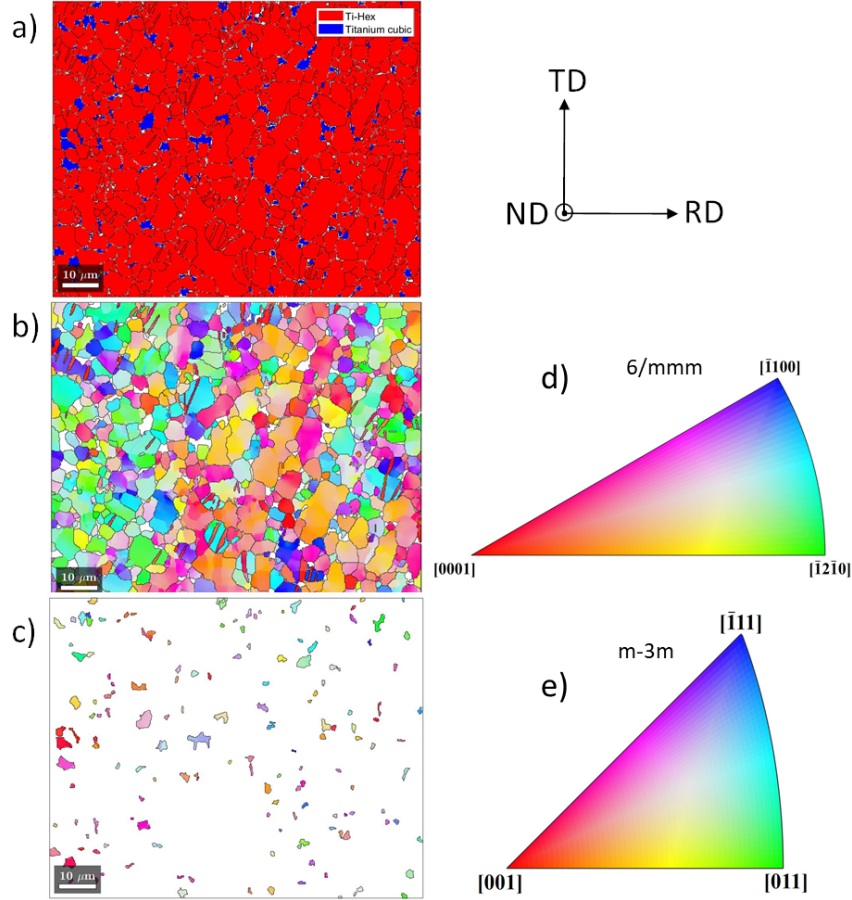 a)
Ti-Hex
Titanium cubic
10 μm
TD
ND
RD
b)
10 μm
d)
6/mmm
[1̄100]
[0001]
[1̄21̄0]
c)
10 μm
e)
m-3m
[1̄11]
[001]
[011]